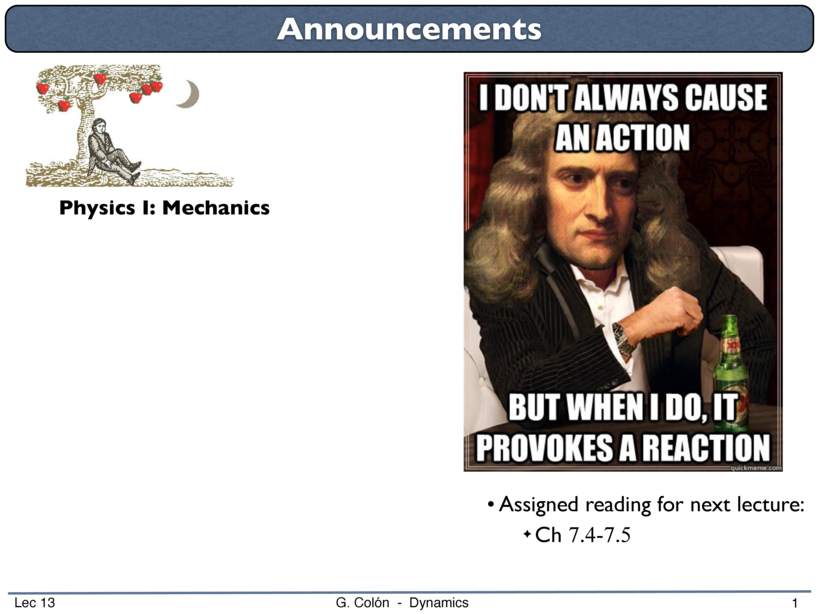 Announcements
Physics I: Mechanics
I DON'T ALWAYS CAUSE
AN ACTION
BUT WHEN I DO, IT
PROVOKES A REACTION
quickmeme.com
• Assigned reading for next lecture:
✦ Ch 7.4-7.5
Lec 13
G. Colón - Dynamics
1